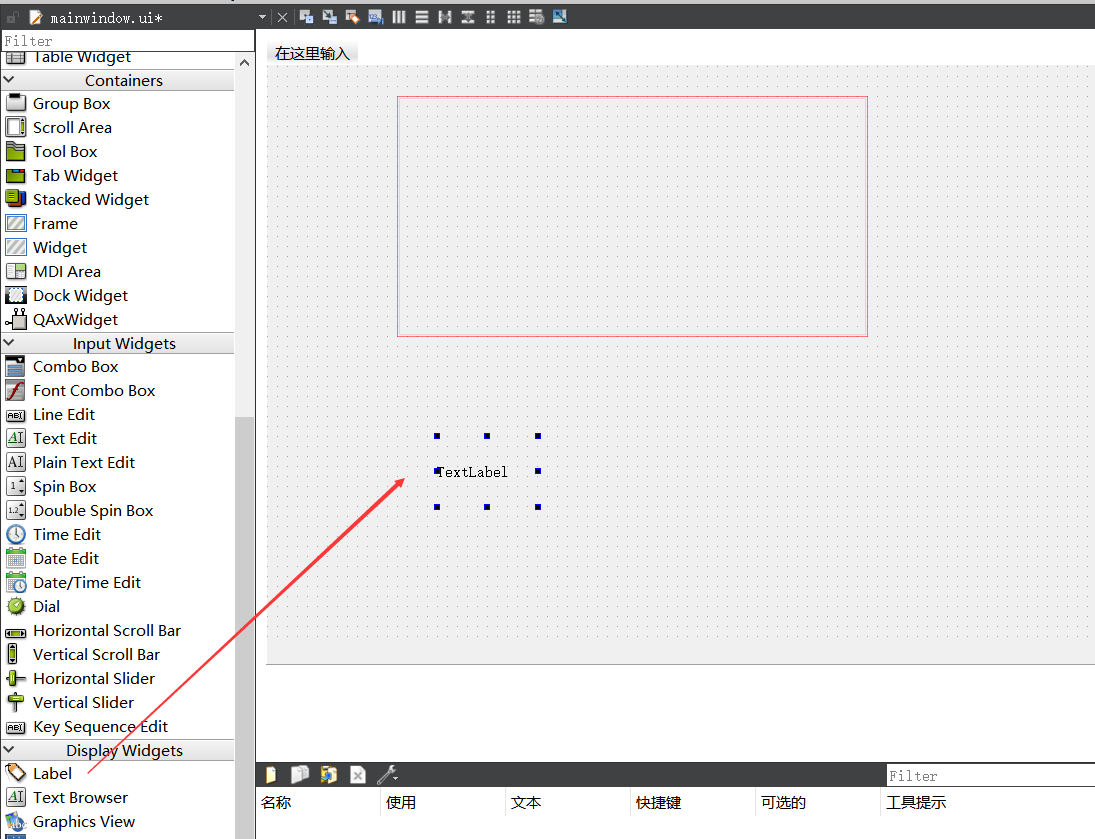 mainwindow.ui*
Filter
Table Widget
Containers
Group Box
Scroll Area
Tool Box
Tab Widget
Stacked Widget
Frame
Widget
MDI Area
Dock Widget
QAxWidget
Input Widgets
Combo Box
Font Combo Box
Line Edit
Text Edit
Plain Text Edit
Spin Box
Double Spin Box
Time Edit
Date Edit
Date/Time Edit
Dial
Horizontal Scroll Bar
Vertical Scroll Bar
Horizontal Slider
Vertical Slider
Key Sequence Edit
Display Widgets
Label
Text Browser
Graphics View
在这里输入
TextLabel
Filter
名称 使用 文本 快捷键 可选的 工具提示